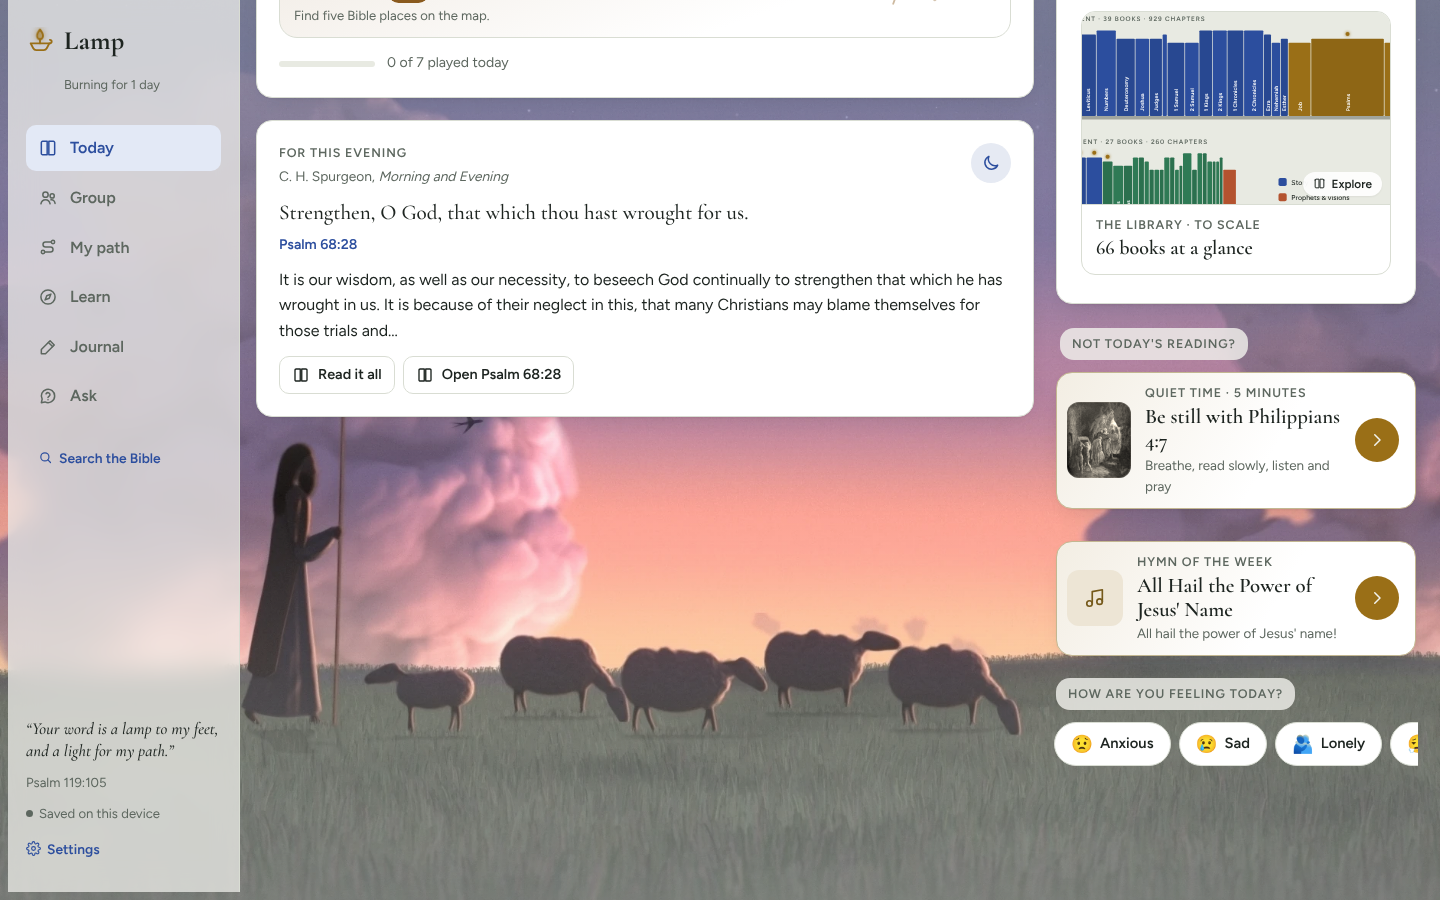 Lamp
Burning for 1 day
Today
Group
My path
Learn
Journal
Ask
Search the Bible
“Your word is a lamp to my feet,
and a light for my path.”
Psalm 119:105
Saved on this device
Settings
Find five Bible places on the map.
0 of 7 played today
FOR THIS EVENING
C. H. Spurgeon, Morning and Evening
Strengthen, O God, that which thou hast wrought for us.
Psalm 68:28
It is our wisdom, as well as our necessity, to beseech God continually to strengthen that which he has
wrought in us. It is because of their neglect in this, that many Christians may blame themselves for
those trials and…
Read it all
Open Psalm 68:28
ENT · 39 BOOKS · 929 CHAPTERS
Leviticus
Numbers
Deuteronomy
Joshua
Judges
1 Samuel
2 Samuel
1 Kings
2 Kings
1 Chronicles
2 Chronicles
Ezra
Nehemiah
Esther
Job
Psalms
ENT · 27 BOOKS · 260 CHAPTERS
Sto
Explore
Prophets & visions
THE LIBRARY · TO SCALE
66 books at a glance
NOT TODAY'S READING?
QUIET TIME · 5 MINUTES
Be still with Philippians
4:7
Breathe, read slowly, listen and
pray
HYMN OF THE WEEK
All Hail the Power of
Jesus' Name
All hail the power of Jesus' name!
HOW ARE YOU FEELING TODAY?
Anxious
Sad
Lonely